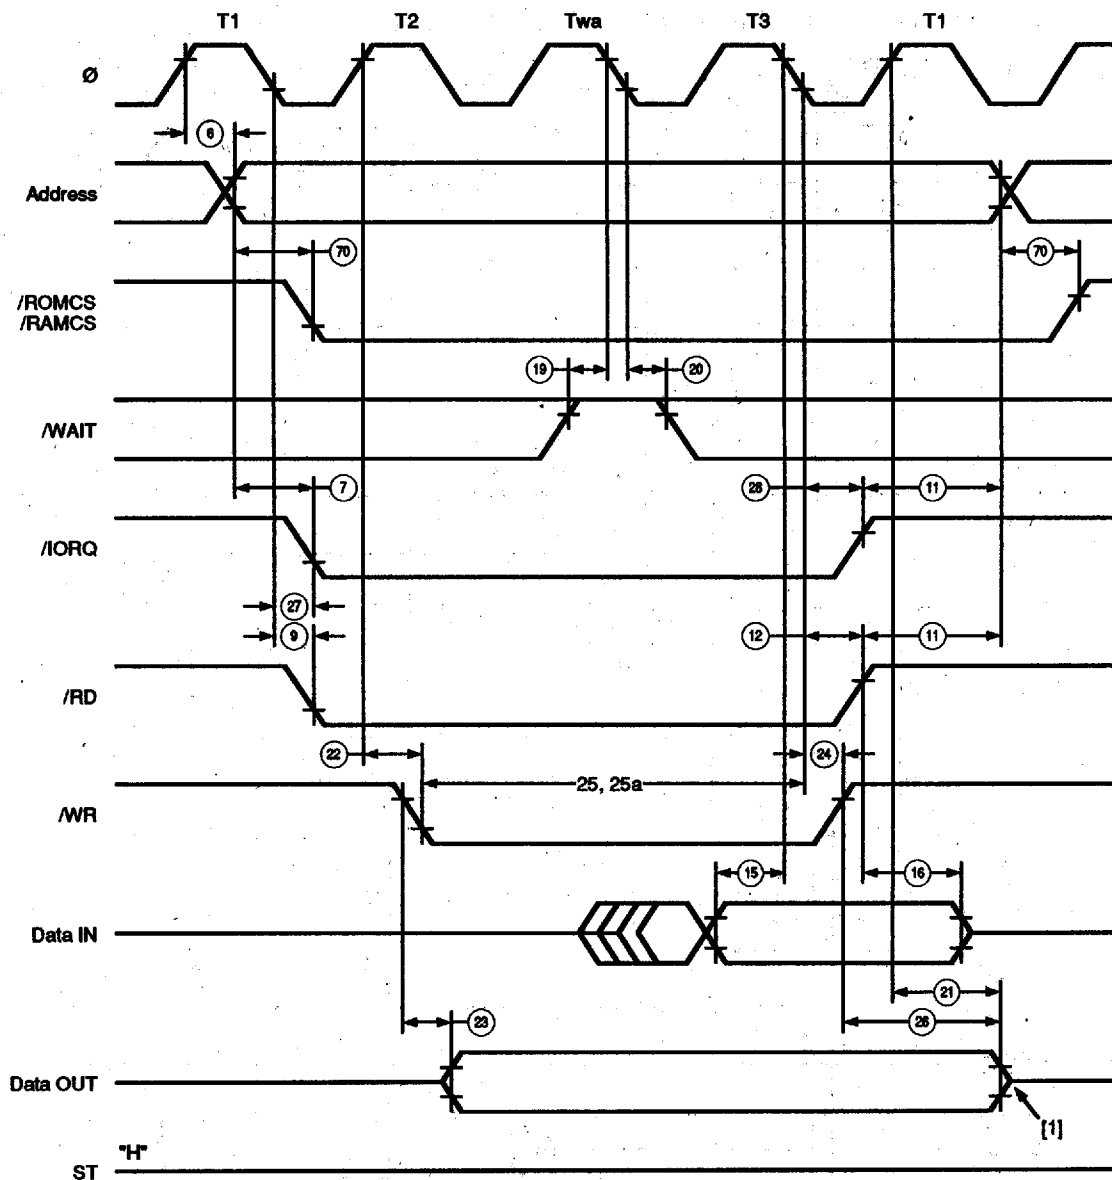 T1 T2 Twa T3 T1
Ø
6
Address
70 70
/ROMCS
/RAMCS
19 20
/WAIT
7 28 11
/IORQ
27
9 12 11
/RD
22 24
25, 25a
/WR
15 16
Data IN
21
23 26
Data OUT
[1]
"H"
ST